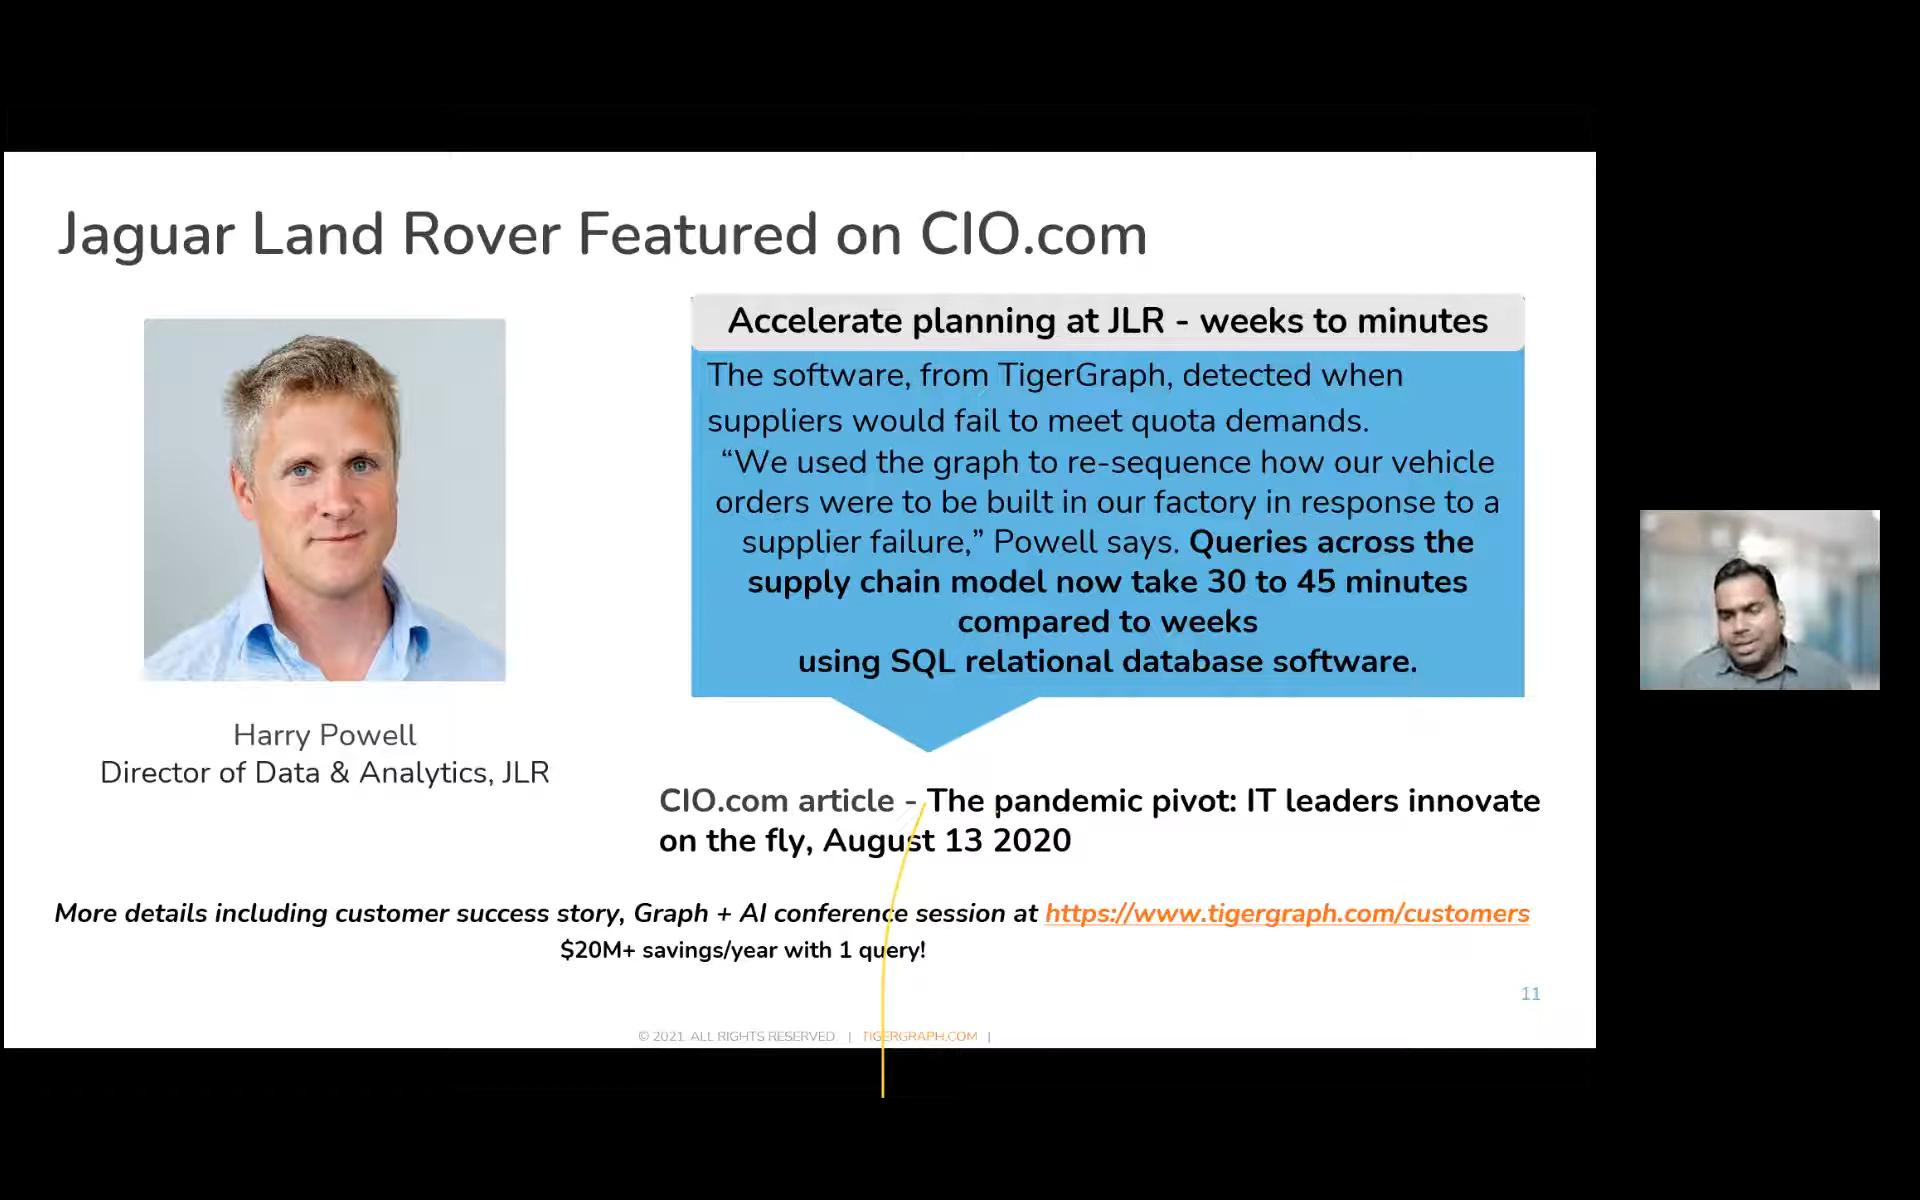 Jaguar Land Rover Featured on CIO.com
Accelerate planning at JLR - weeks to minutes
The software, from TigerGraph, detected when
suppliers would fail to meet quota demands.
“We used the graph to re-sequence how our vehicle
orders were to be built in our factory in response to a
supplier failure,” Powell says. Queries across the
supply chain model now take 30 to 45 minutes
compared to weeks
using SQL relational database software.
Harry Powell
Director of Data & Analytics, JLR
CIO.com article - The pandemic pivot: IT leaders innovate
on the fly, August 13 2020
More details including customer success story, Graph + AI conference session at https://www.tigergraph.com/customers
$20M+ savings/year with 1 query!
11
© 2021. ALL RIGHTS RESERVED. | TIGERGRAPH.COM |